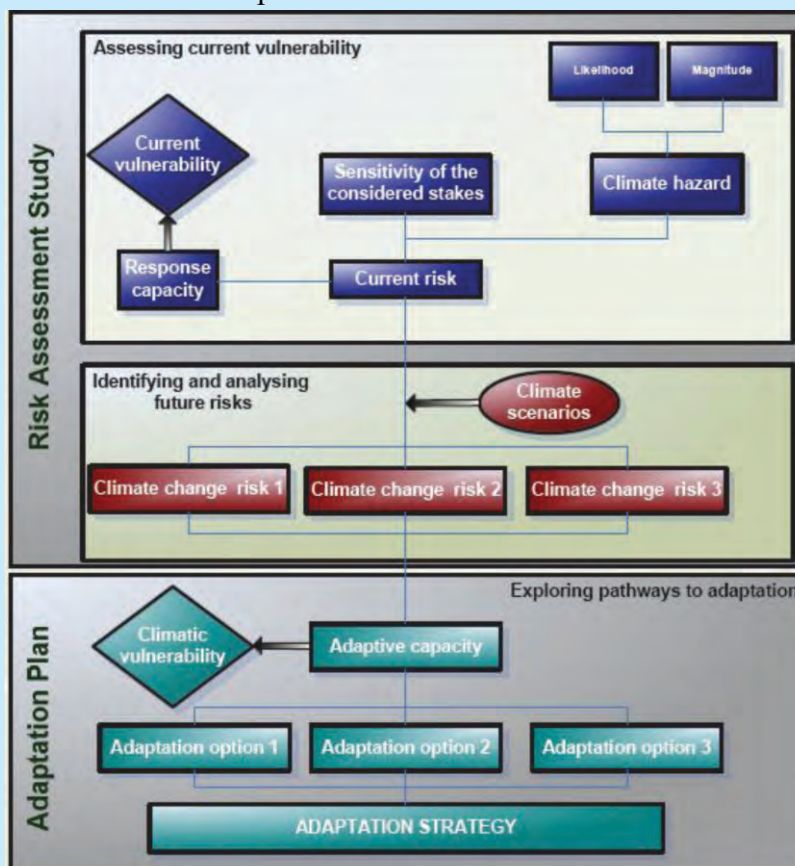 Risk Assessment Study
Assessing current vulnerability
Likelihood
Magnitude
Current
vulnerability
Sensitivity of the
considered stakes
Climate hazard
Response
capacity
Current risk
Identifying and analysing
future risks
Climate
scenarios
Climate change risk 1
Climate change risk 2
Climate change risk 3
Adaptation Plan
Exploring pathways to adaptation
Climatic
vulnerability
Adaptive capacity
Adaptation option 1
Adaptation option 2
Adaptation option 3
ADAPTATION STRATEGY